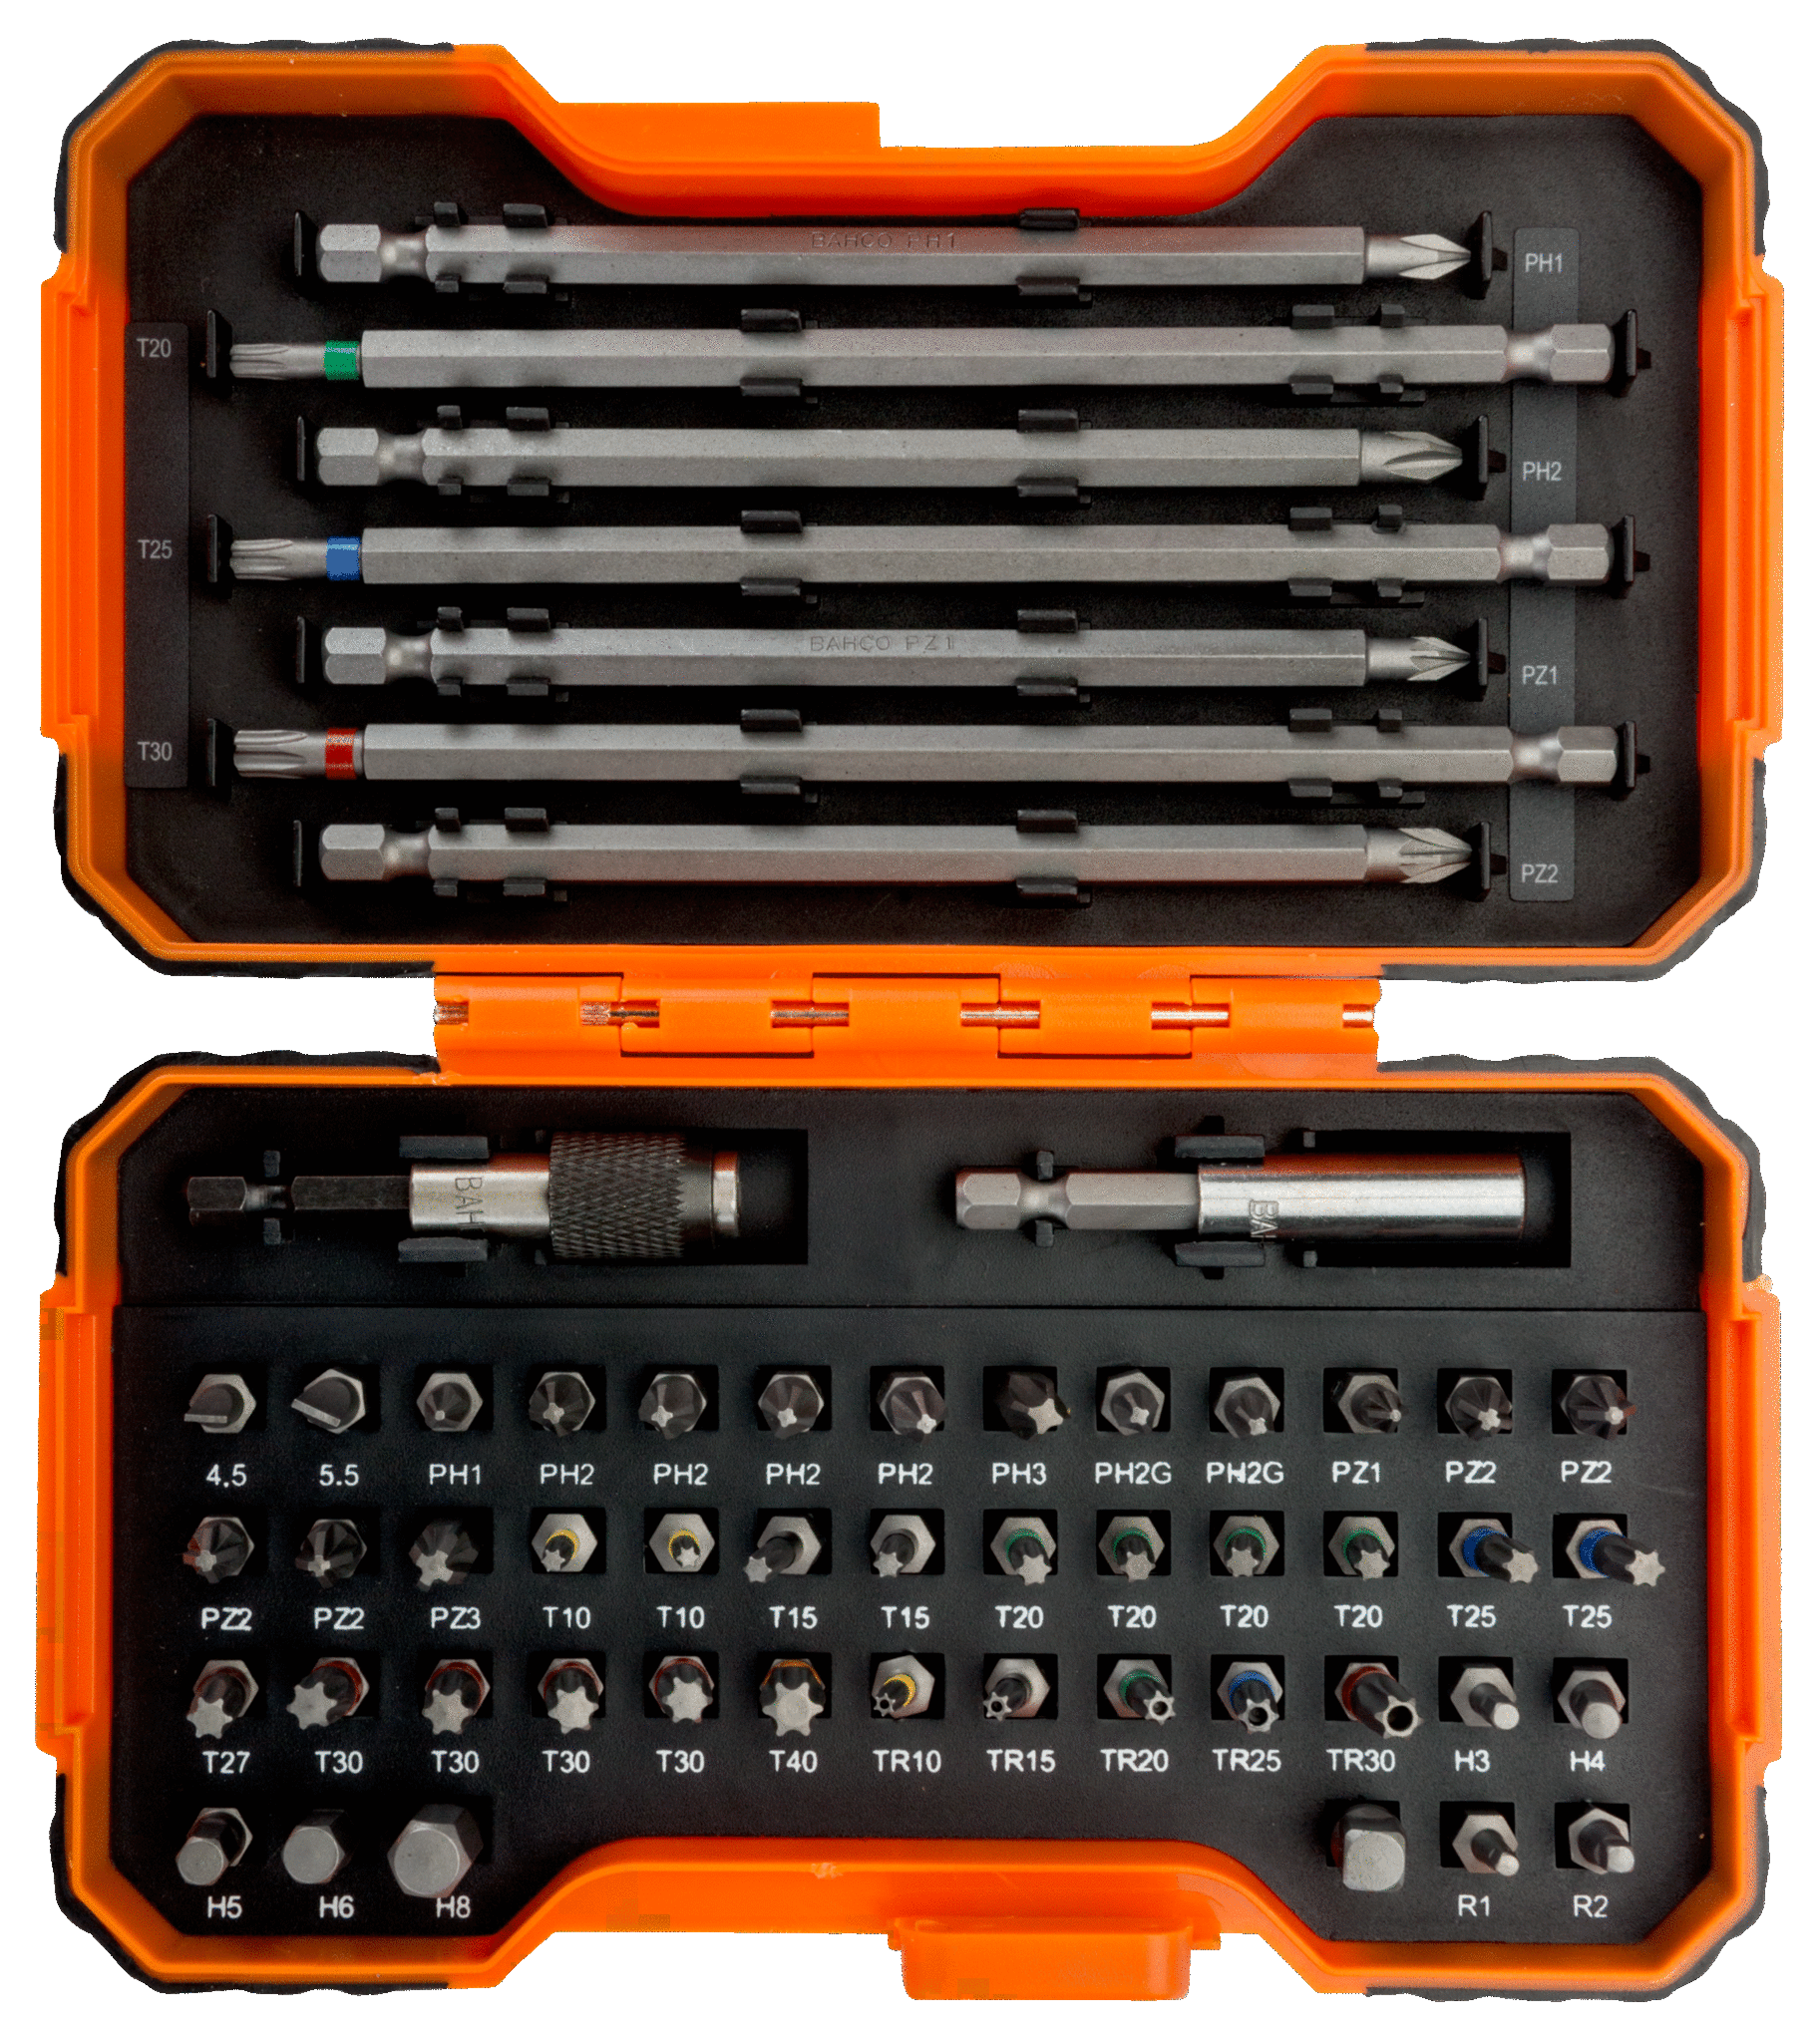 BAHCO PH1
PH1
T20
PH2
T25
BAHCO PZ1
PZ1
T30
PZ2
BAH
BA
4.5 5.5 PH1 PH2 PH2 PH2 PH2 PH3 PH2G PH2G PZ1 PZ2 PZ2
PZ2 PZ2 PZ3 T10 T10 T15 T15 T20 T20 T20 T20 T25 T25
T27 T30 T30 T30 T30 T40 TR10 TR15 TR20 TR25 TR30 H3 H4
H5 H6 H8 R1 R2